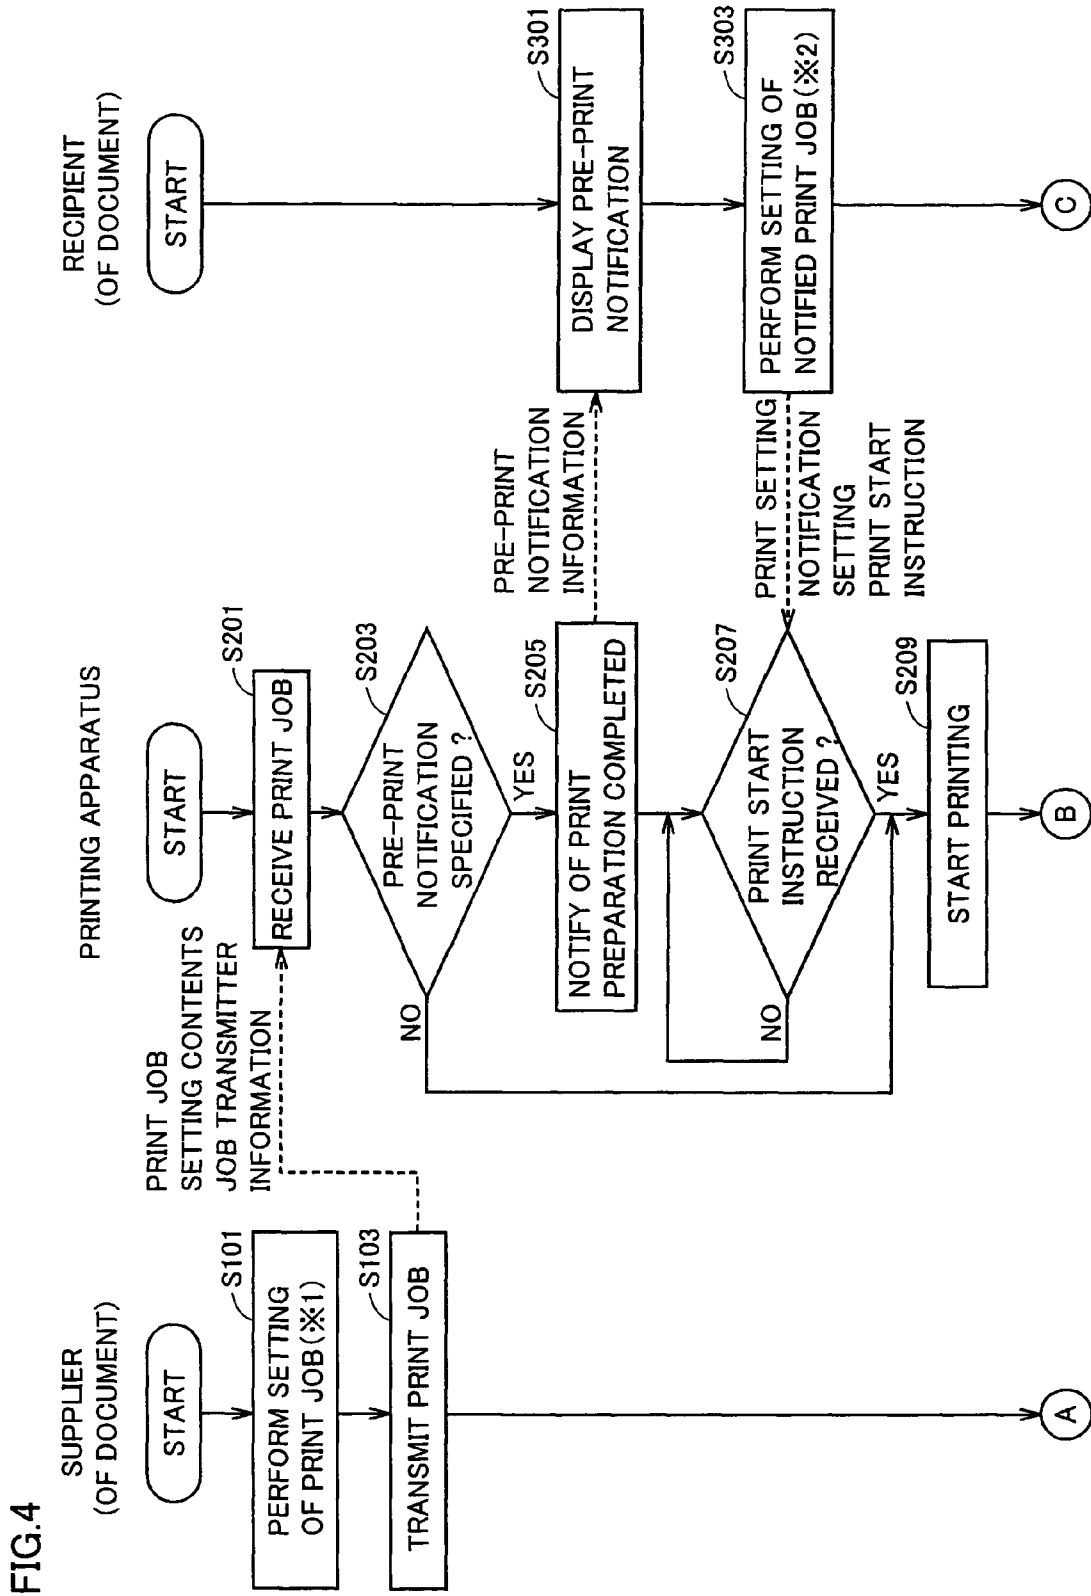 FIG.4
SUPPLIER
(OF DOCUMENT)
START
S101
PERFORM SETTING
OF PRINT JOB(※1)
S103
TRANSMIT PRINT JOB
A
PRINT JOB
SETTING CONTENTS
JOB TRANSMITTER
INFORMATION
PRINTING APPARATUS
START
S201
RECEIVE PRINT JOB
S203
PRE-PRINT
NOTIFICATION
SPECIFIED ?
NO
YES
S205
NOTIFY OF PRINT
PREPARATION COMPLETED
S207
PRINT START
INSTRUCTION
RECEIVED ?
NO
YES
S209
START PRINTING
B
PRE-PRINT
NOTIFICATION
INFORMATION
PRINT SETTING
NOTIFICATION
SETTING
PRINT START
INSTRUCTION
RECIPIENT
(OF DOCUMENT)
START
S301
DISPLAY PRE-PRINT
NOTIFICATION
S303
PERFORM SETTING OF
NOTIFIED PRINT JOB(※2)
C